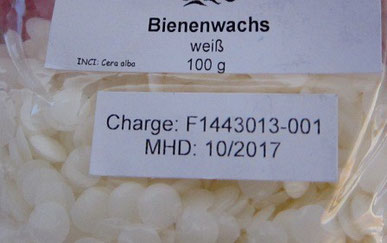 Bienenwachs
weiß
INCI: Cera alba
100 g
Charge: F1443013-001
MHD: 10/2017